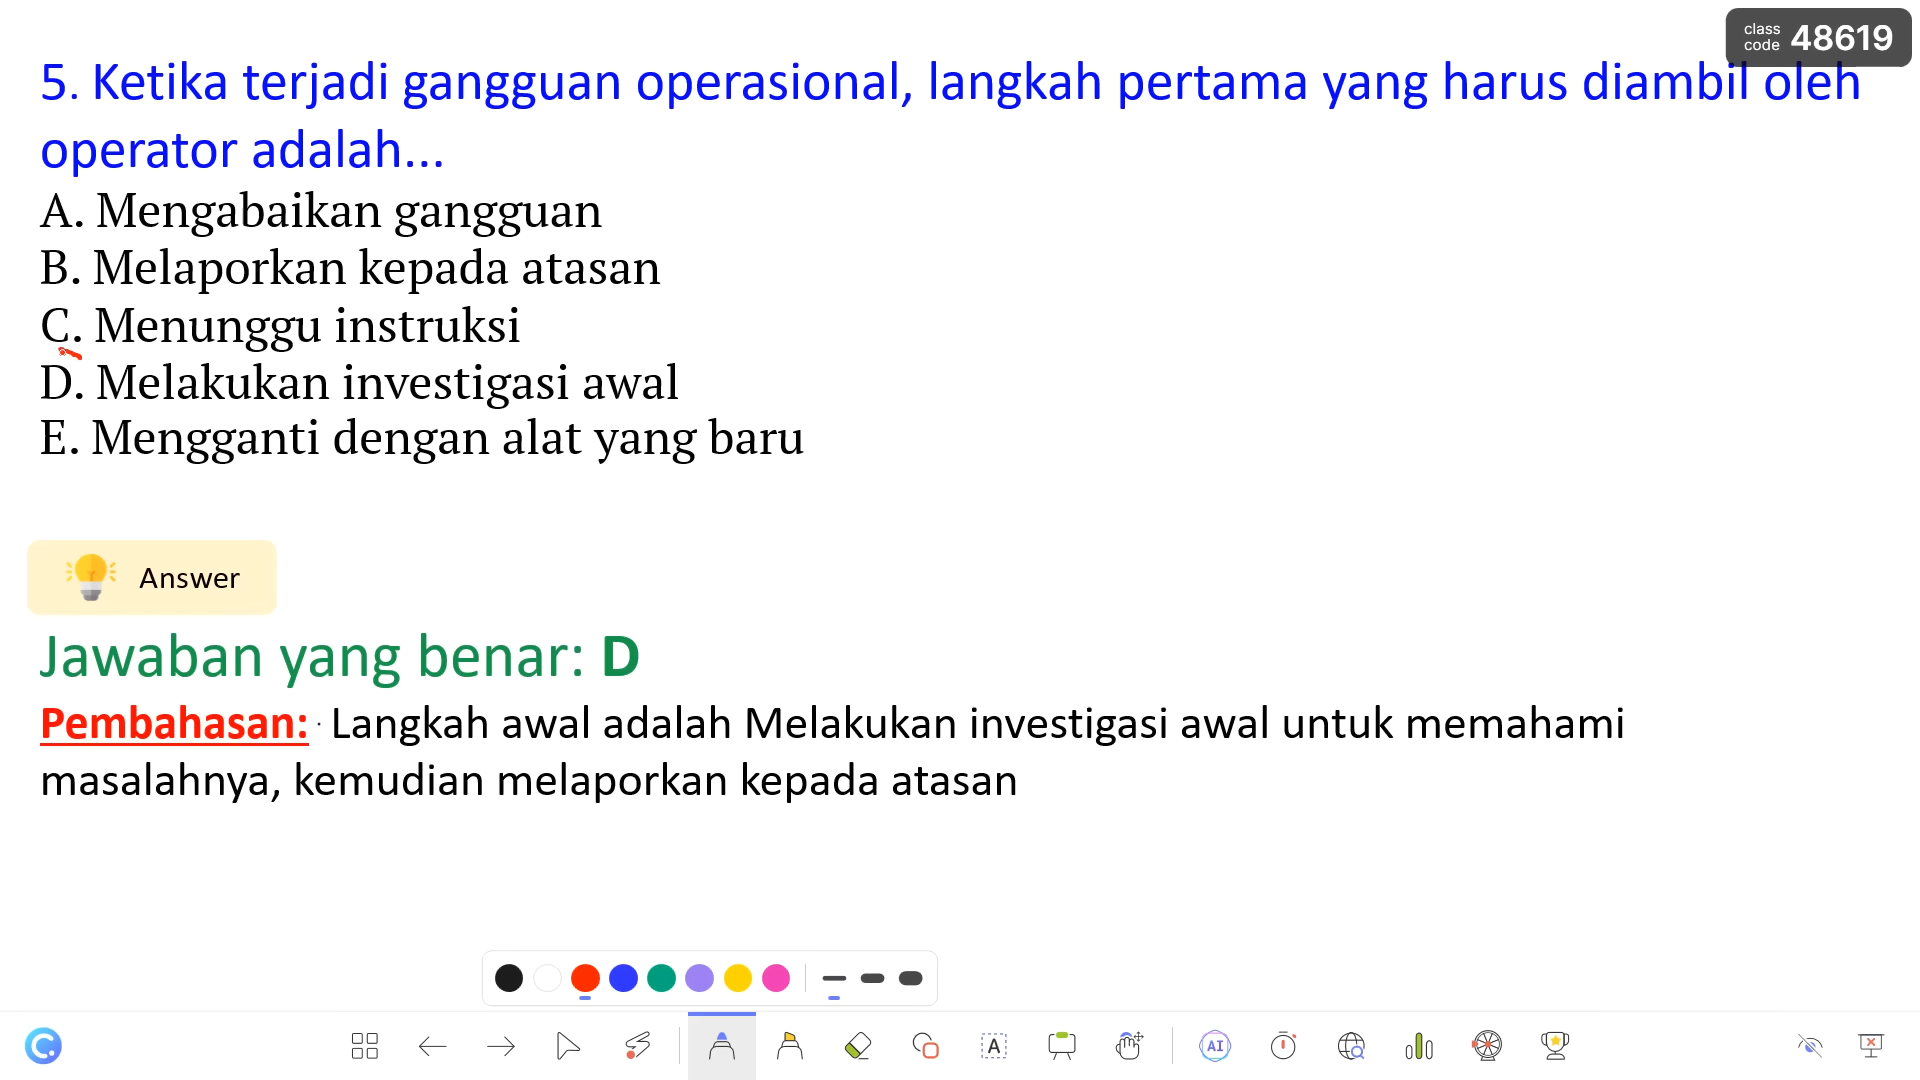 class code 48619
5. Ketika terjadi gangguan operasional, langkah pertama yang harus diambil oleh
operator adalah...
A. Mengabaikan gangguan
B. Melaporkan kepada atasan
C. Menunggu instruksi
D. Melakukan investigasi awal
E. Mengganti dengan alat yang baru
Answer
Jawaban yang benar: D
Pembahasan: Langkah awal adalah Melakukan investigasi awal untuk memahami
masalahnya, kemudian melaporkan kepada atasan
A
AI